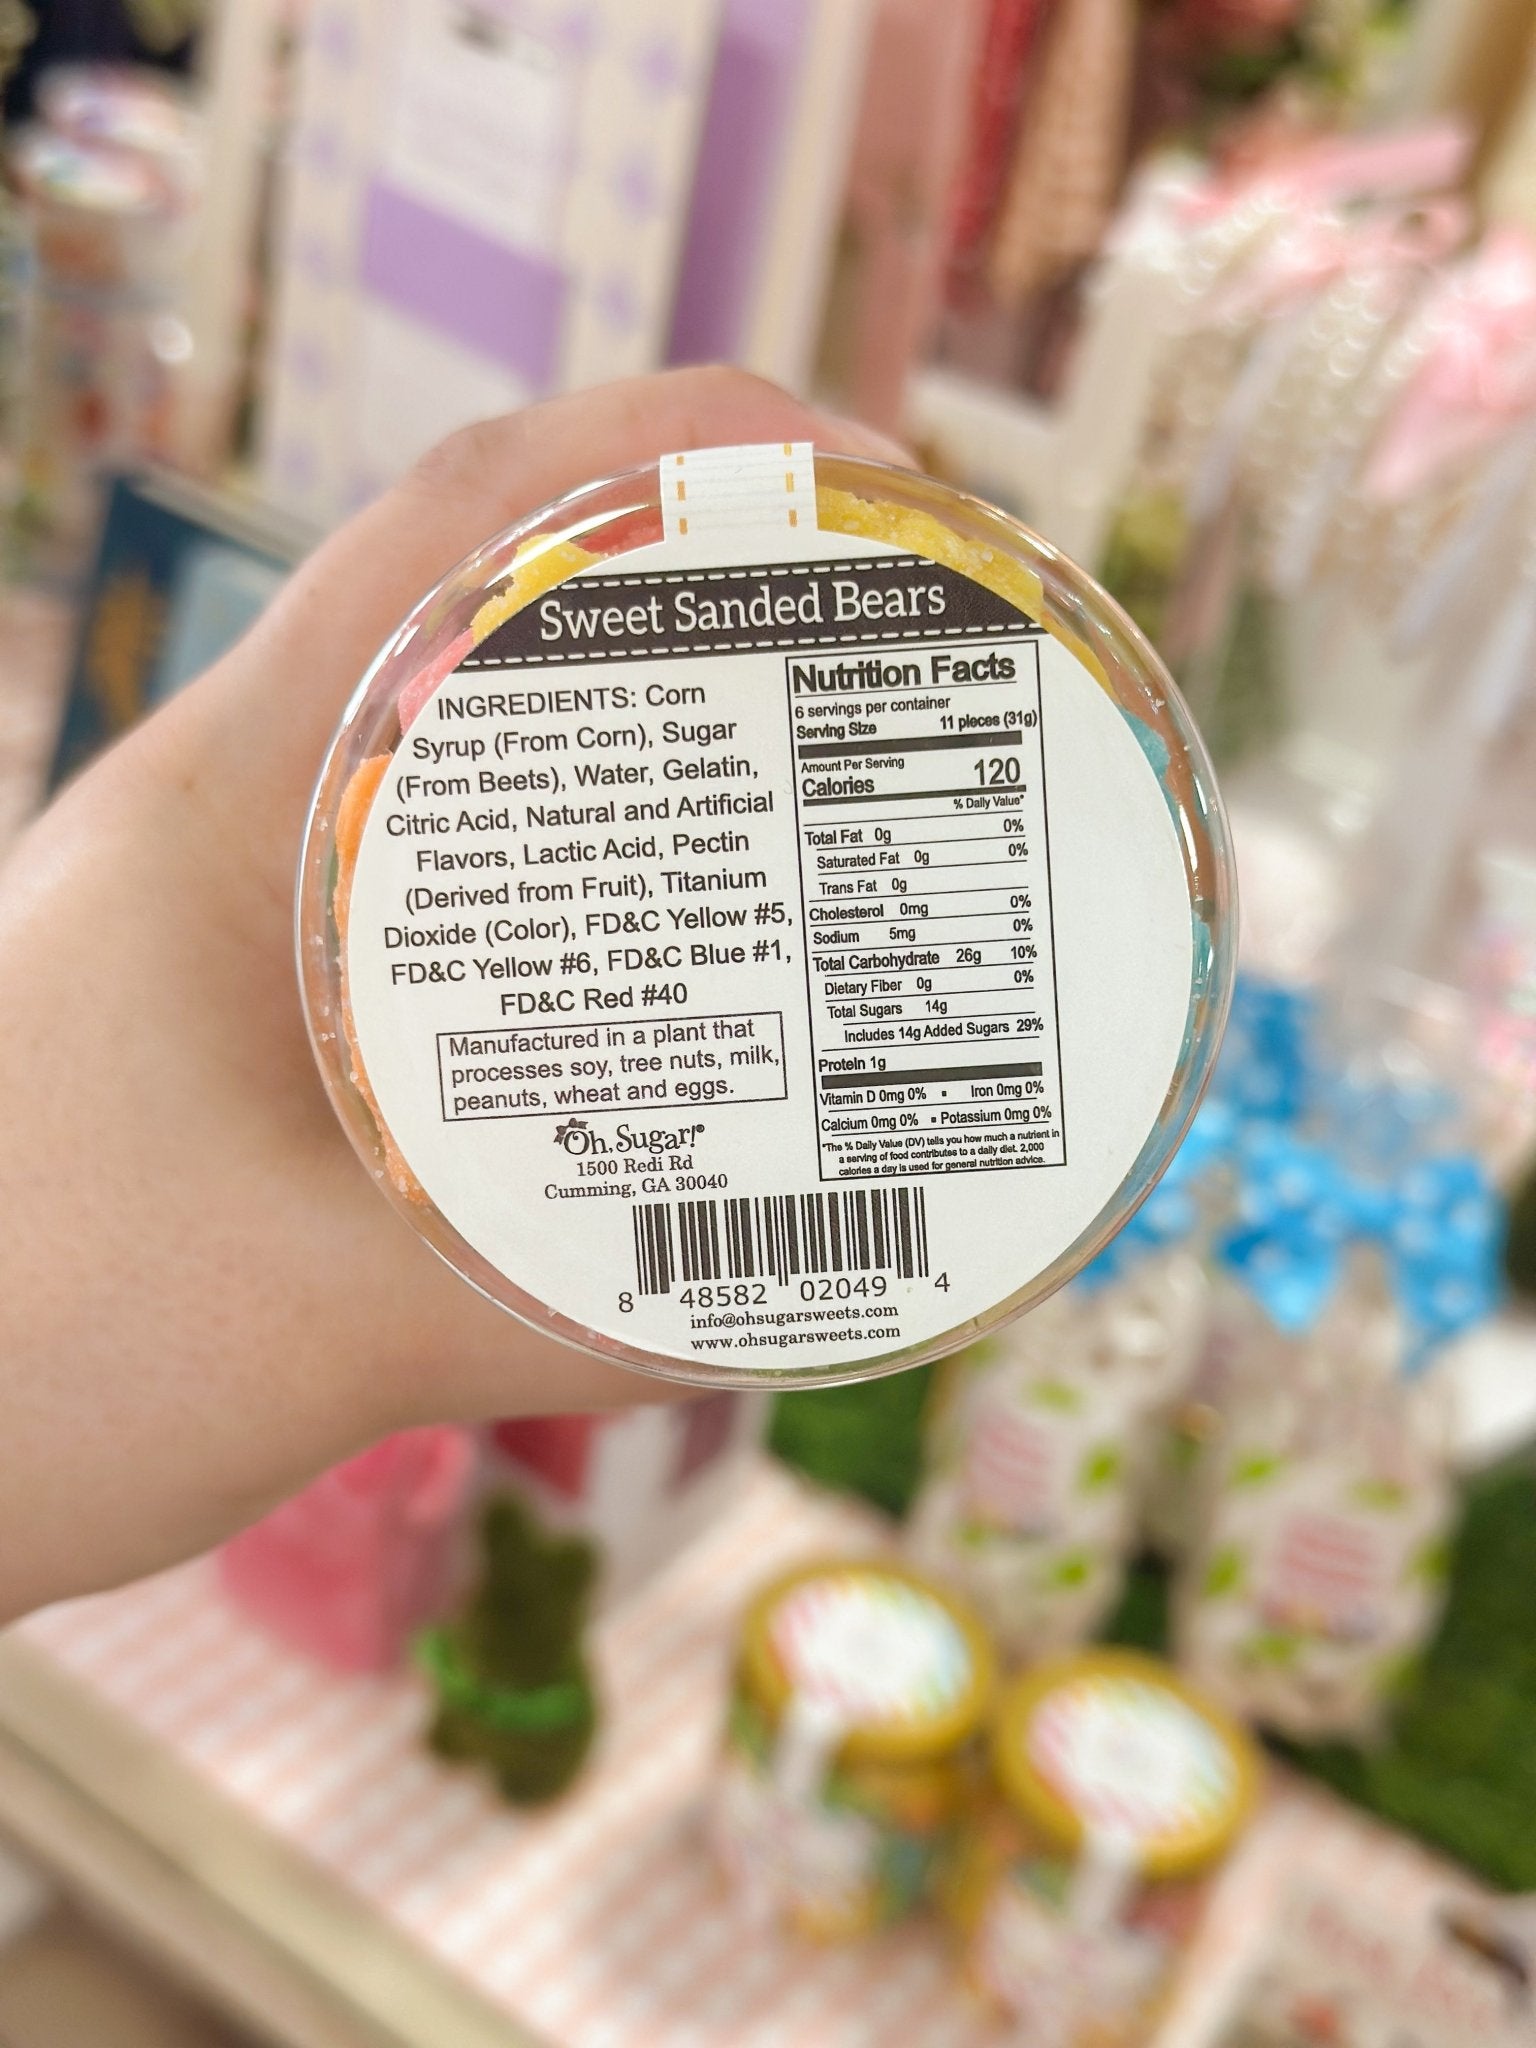 Sweet Sanded Bears
INGREDIENTS: Corn
Syrup (From Corn), Sugar
(From Beets), Water, Gelatin,
Citric Acid, Natural and Artificial
Flavors, Lactic Acid, Pectin
(Derived from Fruit), Titanium
Dioxide (Color), FD&C Yellow #5,
FD&C Yellow #6, FD&C Blue #1,
FD&C Red #40
Manufactured in a plant that
processes soy, tree nuts, milk,
peanuts, wheat and eggs.
Oh, Sugar!®
1500 Redi Rd
Cumming, GA 30040
Nutrition Facts
6 servings per container
Serving Size 11 pieces (31g)
Amount Per Serving
Calories 120
% Daily Value*
Total Fat 0g 0%
Saturated Fat 0g 0%
Trans Fat 0g
Cholesterol 0mg 0%
Sodium 5mg 0%
Total Carbohydrate 26g 10%
Dietary Fiber 0g 0%
Total Sugars 14g
Includes 14g Added Sugars 29%
Protein 1g
Vitamin D 0mg 0% ▪ Iron 0mg 0%
Calcium 0mg 0% ▪ Potassium 0mg 0%
*The % Daily Value (DV) tells you how much a nutrient in
a serving of food contributes to a daily diet. 2,000
calories a day is used for general nutrition advice.
8 48582 02049 4
info@ohsugarsweets.com
www.ohsugarsweets.com